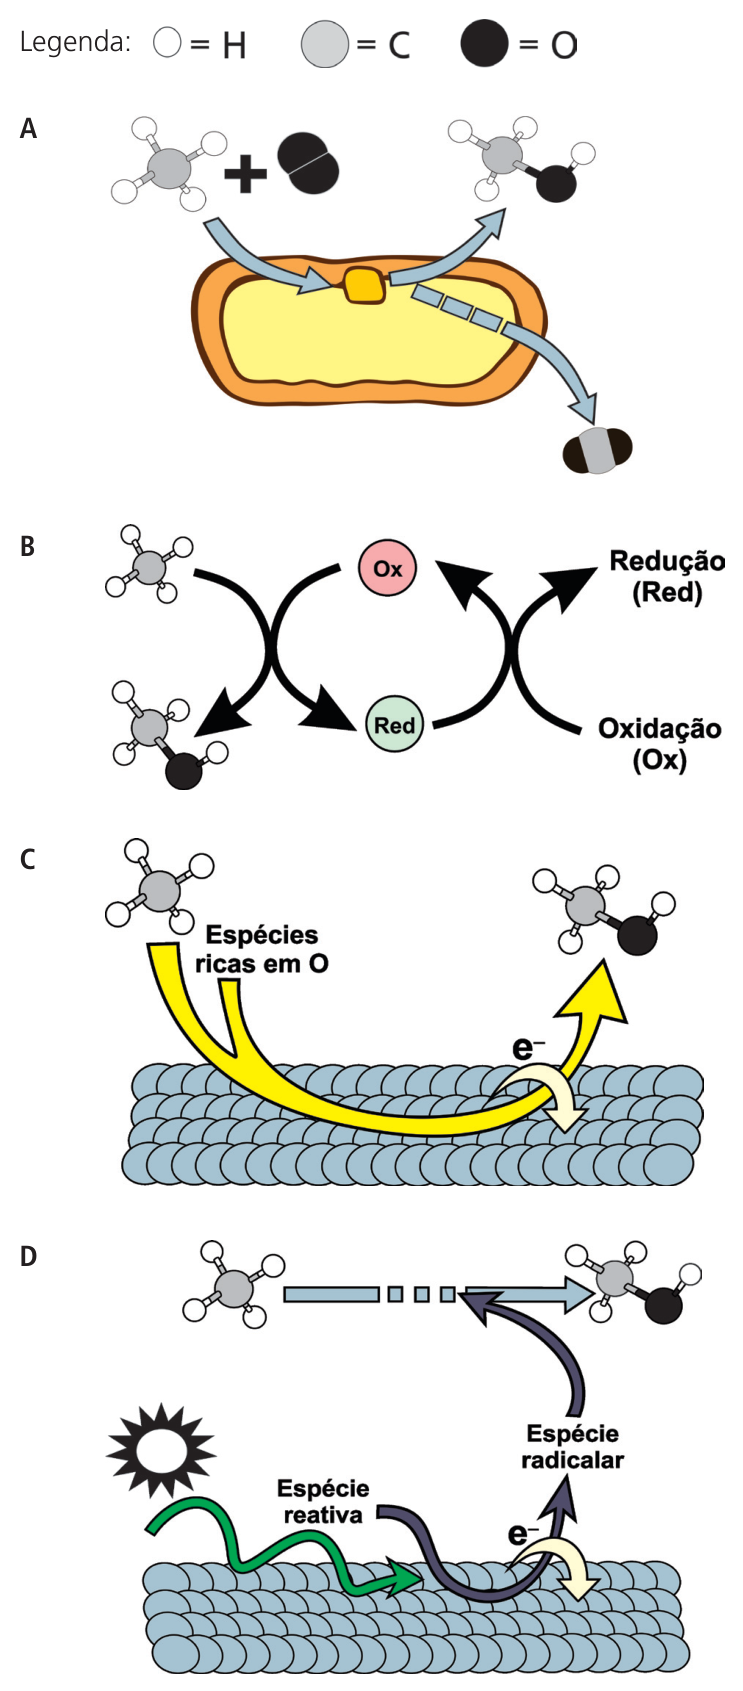 Legenda: = H = C = O
A
B
Ox
Redução
(Red)
Red
Oxidação
(Ox)
C
Espécies
ricas em O
e–
D
Espécie
radicalar
Espécie
reativa
e–